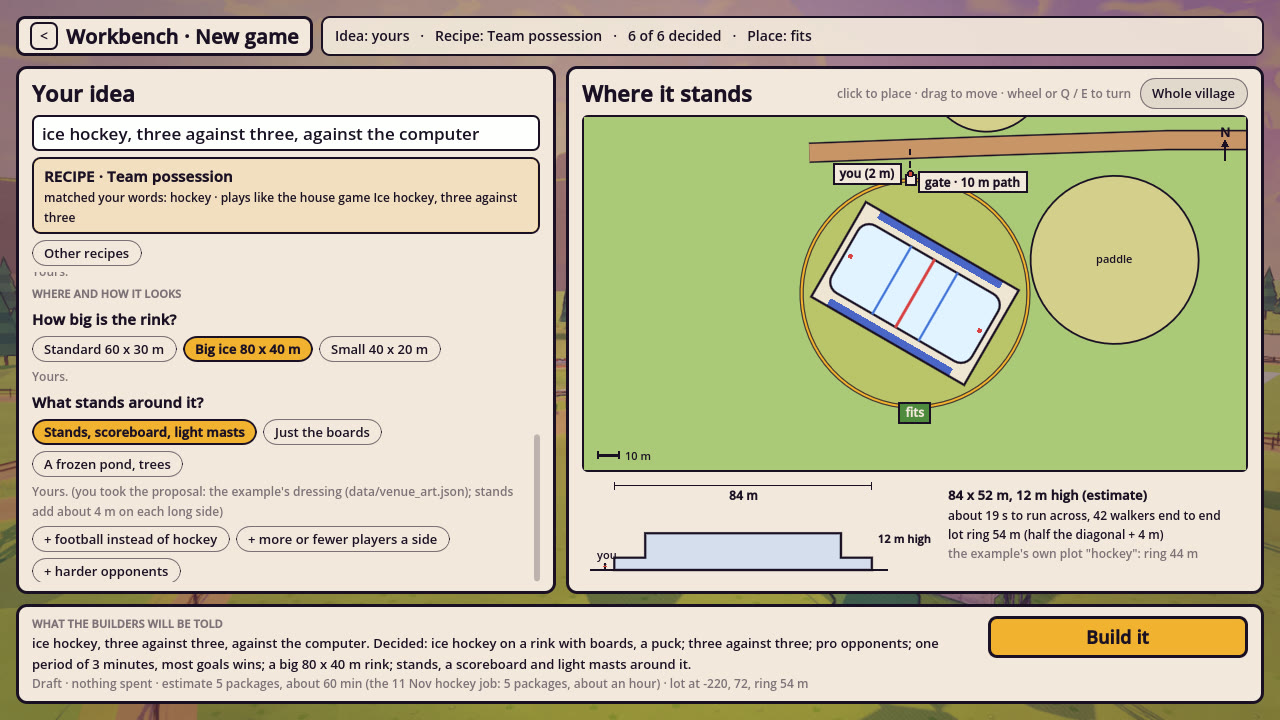 < Workbench · New game
Idea: yours · Recipe: Team possession · 6 of 6 decided · Place: fits
Your idea
ice hockey, three against three, against the computer
RECIPE · Team possession
matched your words: hockey · plays like the house game Ice hockey, three against
three
Other recipes
Yours.
WHERE AND HOW IT LOOKS
How big is the rink?
Standard 60 x 30 m
Big ice 80 x 40 m
Small 40 x 20 m
Yours.
What stands around it?
Stands, scoreboard, light masts
Just the boards
A frozen pond, trees
Yours. (you took the proposal: the example's dressing (data/venue_art.json); stands
add about 4 m on each long side)
+ football instead of hockey
+ more or fewer players a side
+ harder opponents
Where it stands
click to place · drag to move · wheel or Q / E to turn
Whole village
N
you (2 m)
gate · 10 m path
paddle
fits
10 m
84 m
12 m high
you
84 x 52 m, 12 m high (estimate)
about 19 s to run across, 42 walkers end to end
lot ring 54 m (half the diagonal + 4 m)
the example's own plot "hockey": ring 44 m
WHAT THE BUILDERS WILL BE TOLD
ice hockey, three against three, against the computer. Decided: ice hockey on a rink with boards, a puck; three against three; pro opponents; one
period of 3 minutes, most goals wins; a big 80 x 40 m rink; stands, a scoreboard and light masts around it.
Draft · nothing spent · estimate 5 packages, about 60 min (the 11 Nov hockey job: 5 packages, about an hour) · lot at -220, 72, ring 54 m
Build it